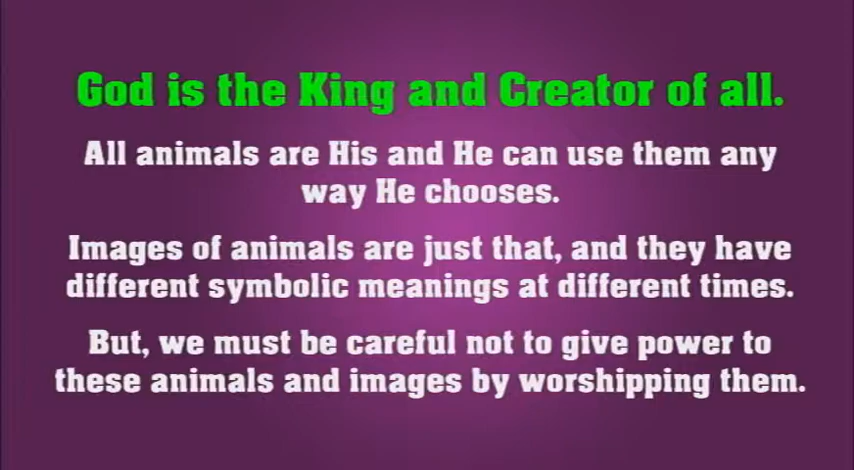 God is the King and Creator of all.
All animals are His and He can use them any
way He chooses.
Images of animals are just that, and they have
different symbolic meanings at different times.
But, we must be careful not to give power to
these animals and images by worshipping them.